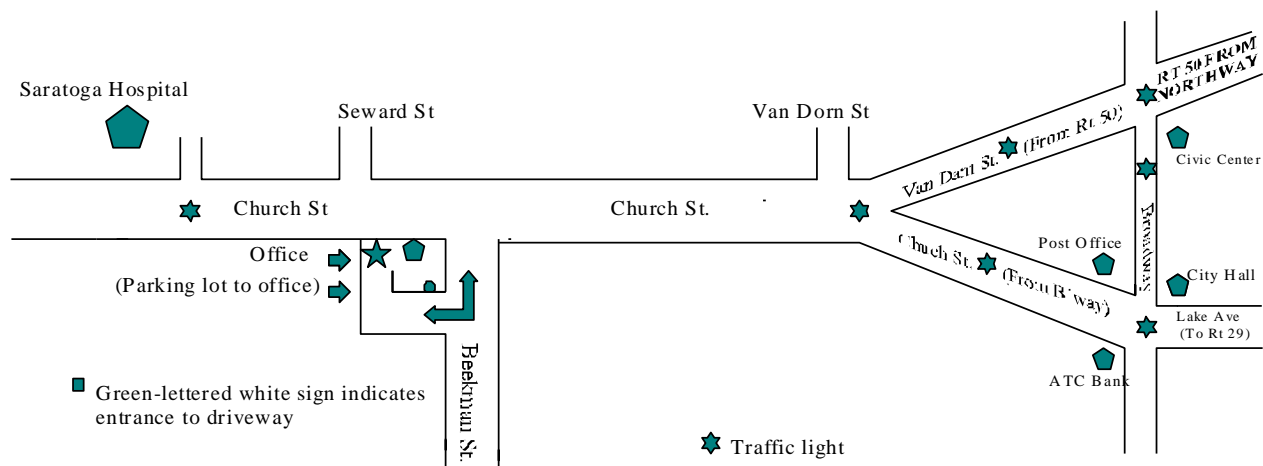 Saratoga Hospital
Seward St
Van Dorn St
RT 50 FROM
NORTHWAY
Van Dam St. (From Rt 50)
Civic Center
Church St
Church St.
Broadway
Office
(Parking lot to office)
Church St. (From B'way)
Post Office
City Hall
Lake Ave
(To Rt 29)
ATC Bank
Beekman St.
Green-lettered white sign indicates
entrance to driveway
Traffic light